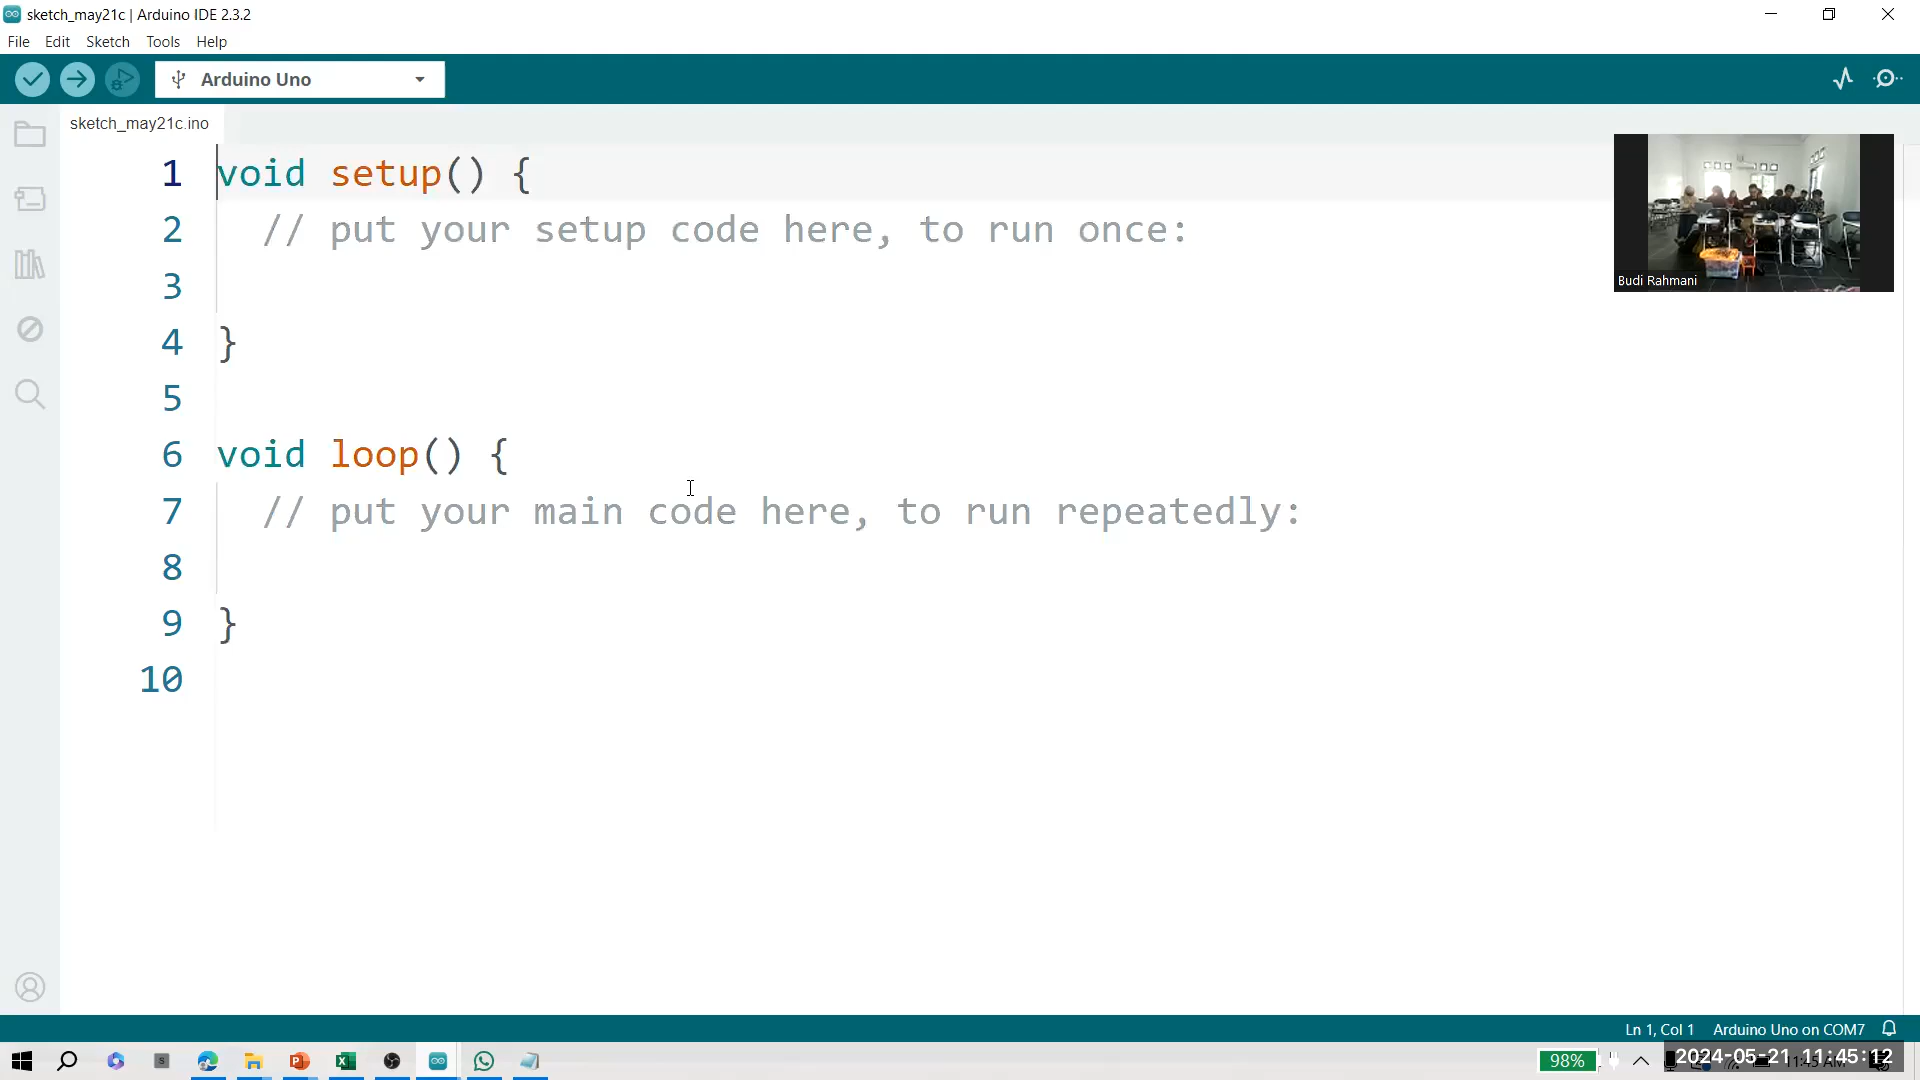 sketch_may21c | Arduino IDE 2.3.2
File Edit Sketch Tools Help
Arduino Uno
sketch_may21c.ino
1 void setup() {
2 // put your setup code here, to run once:
3
4 }
5
6 void loop() {
7 // put your main code here, to run repeatedly:
8
9 }
10
Budi Rahmani
Ln 1, Col 1 Arduino Uno on COM7
98%
2024-05-21 11:45:12